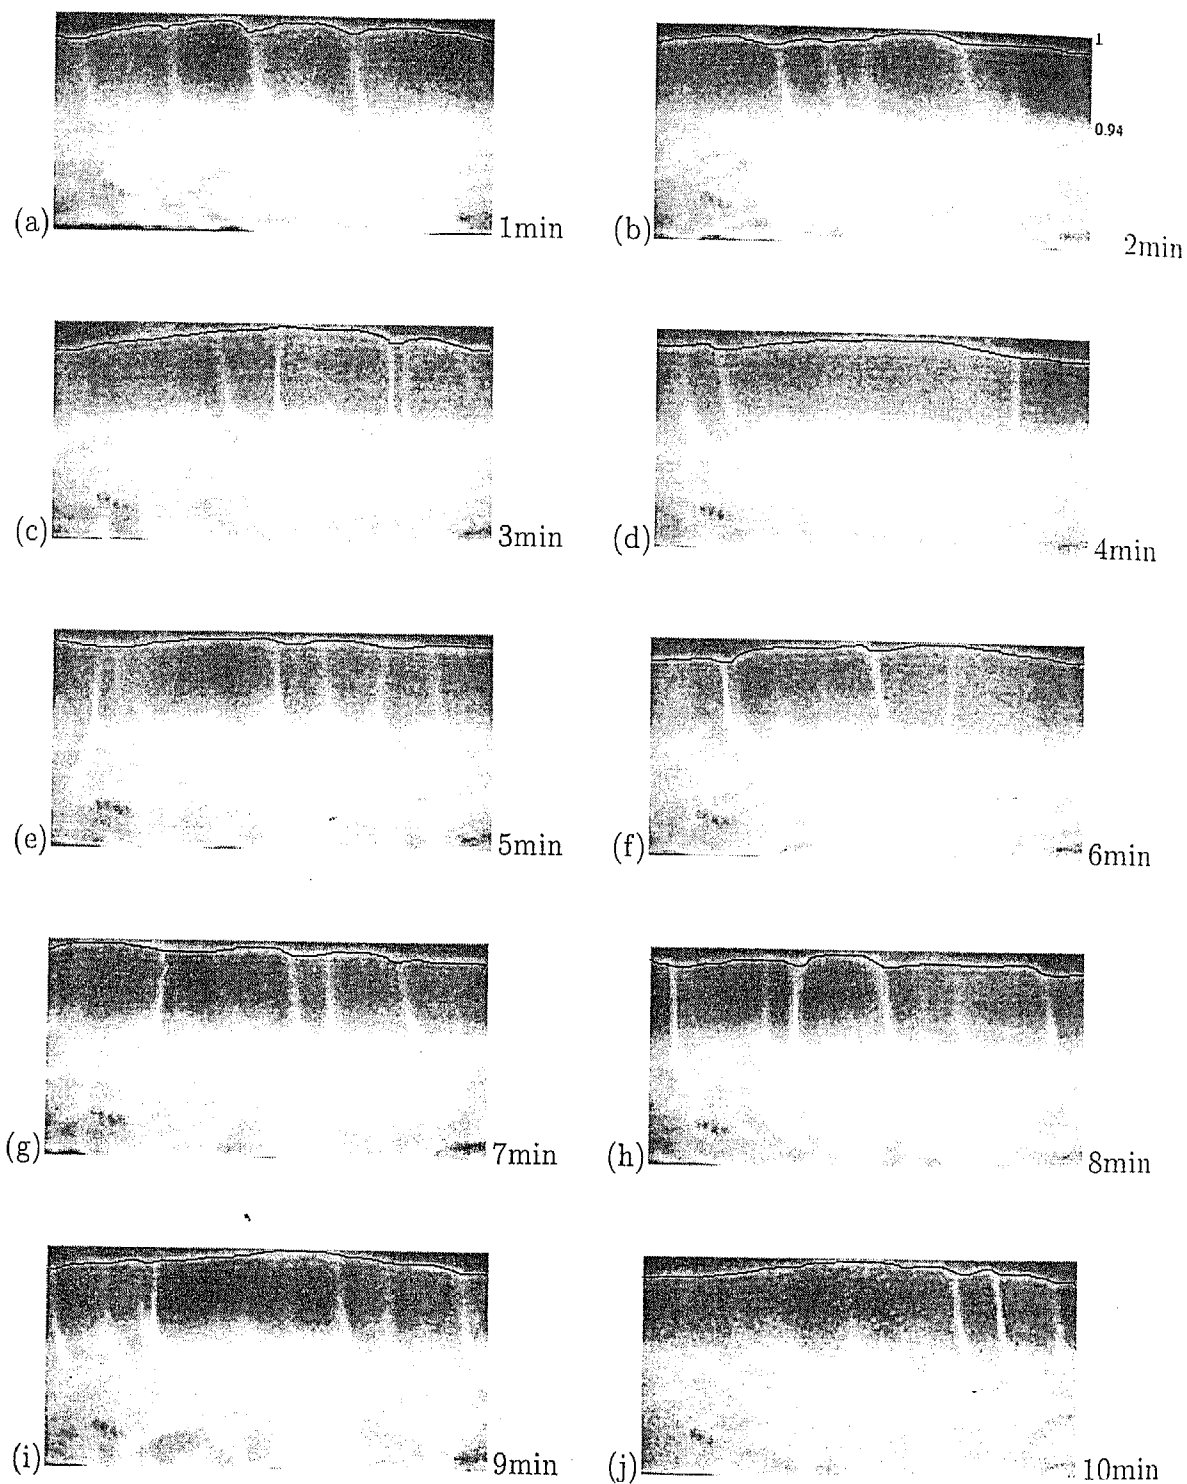 1
0.94
(a) 1min
(b) 2min
(c) 3min
(d) 4min
(e) 5min
(f) 6min
(g) 7min
(h) 8min
(i) 9min
(j) 10min